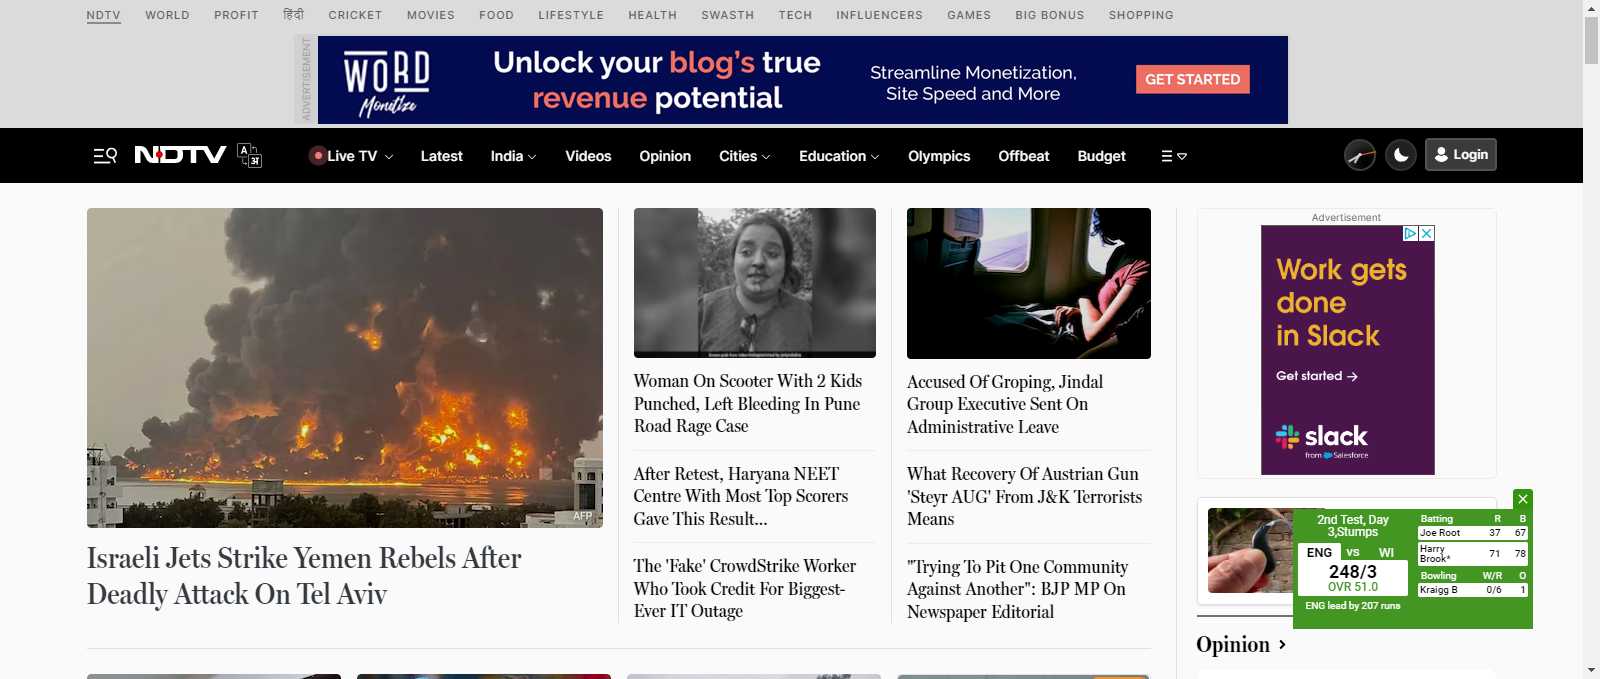 NDTV WORLD PROFIT हिंदी CRICKET MOVIES FOOD LIFESTYLE HEALTH SWASTH TECH INFLUENCERS GAMES BIG BONUS SHOPPING
ADVERTISEMENT
WORD
Monetize
Unlock your blog's true
revenue potential
Streamline Monetization,
Site Speed and More
GET STARTED
NDTV
A
अ
Live TV Latest India Videos Opinion Cities Education Olympics Offbeat Budget
Login
AFP
Israeli Jets Strike Yemen Rebels After
Deadly Attack On Tel Aviv
Woman On Scooter With 2 Kids
Punched, Left Bleeding In Pune
Road Rage Case
After Retest, Haryana NEET
Centre With Most Top Scorers
Gave This Result...
The 'Fake' CrowdStrike Worker
Who Took Credit For Biggest-
Ever IT Outage
Accused Of Groping, Jindal
Group Executive Sent On
Administrative Leave
What Recovery Of Austrian Gun
'Steyr AUG' From J&K Terrorists
Means
"Trying To Pit One Community
Against Another": BJP MP On
Newspaper Editorial
Advertisement
Work gets
done
in Slack
Get started →
slack
from Salesforce
2nd Test, Day
3,Stumps
ENG vs WI
248/3
OVR 51.0
ENG lead by 207 runs
Batting R B
Joe Root 37 67
Harry
Brook* 71 78
Bowling W/R O
Kraigg B 0/6 1
Opinion